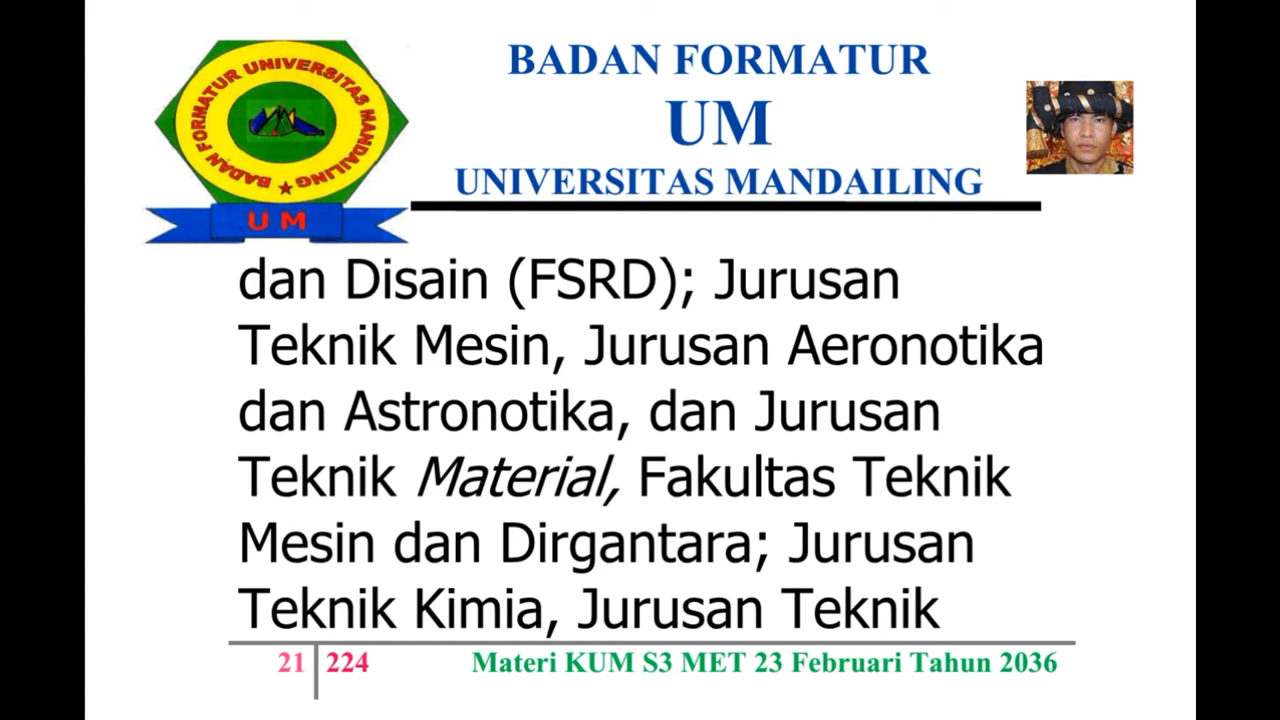 BADAN FORMATUR UNIVERSITAS MANDAILING
U M
BADAN FORMATUR
UM
UNIVERSITAS MANDAILING
dan Disain (FSRD); Jurusan
Teknik Mesin, Jurusan Aeronotika
dan Astronotika, dan Jurusan
Teknik Material, Fakultas Teknik
Mesin dan Dirgantara; Jurusan
Teknik Kimia, Jurusan Teknik
21 224 Materi KUM S3 MET 23 Februari Tahun 2036